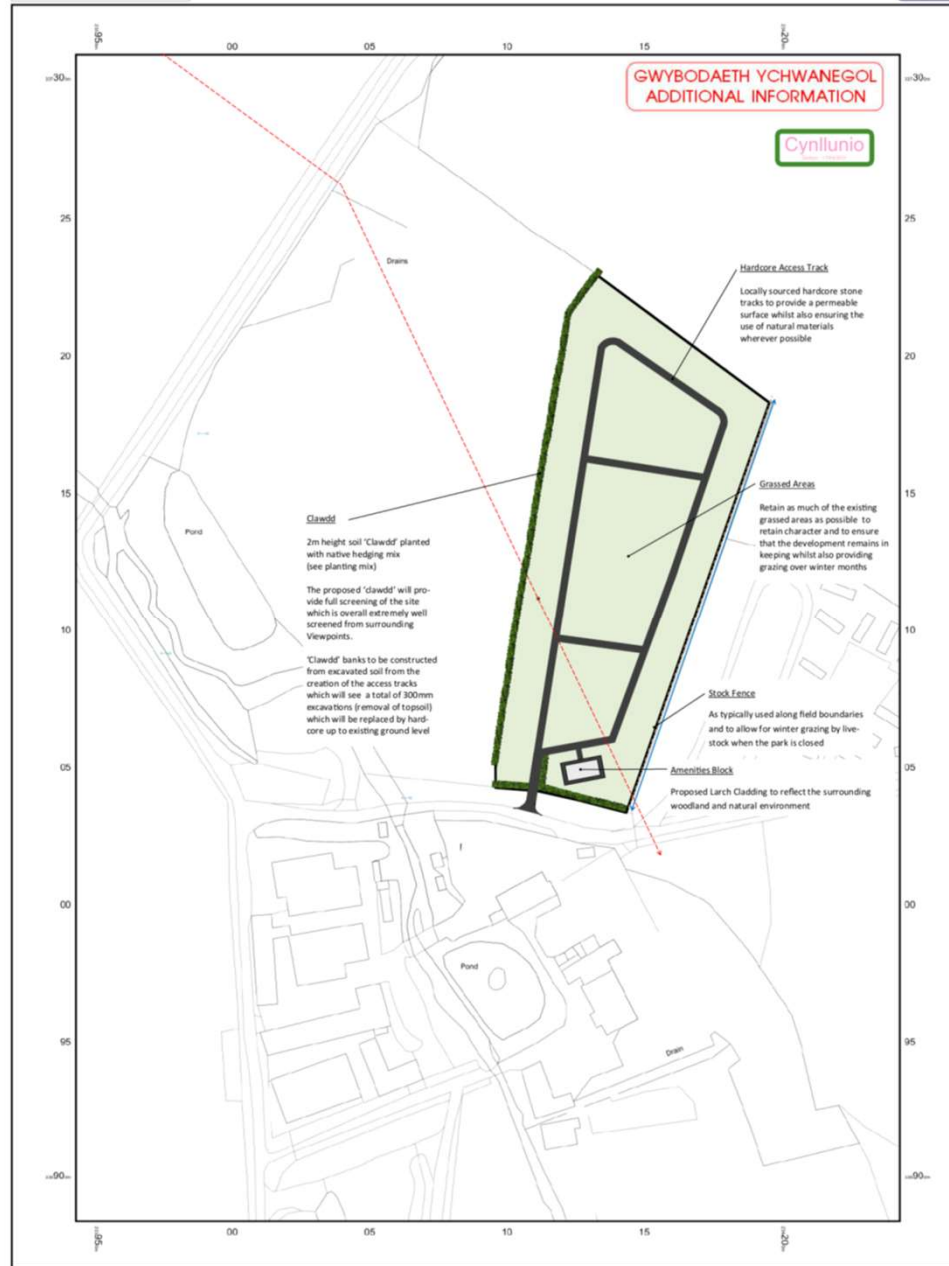 00
05
10
15
30
GWYBODAETH YCHWANEGOL
ADDITIONAL INFORMATION
30
Cynllunio
25
25
Drains
Hardcore Access Track
Locally sourced hardcore stone
tracks to provide a permeable
surface whilst also ensuring the
use of natural materials
wherever possible
20
20
15
15
Grassed Areas
Retain as much of the existing
grassed areas as possible to
retain character and to ensure
that the development remains in
keeping whilst also providing
grazing over winter months
Pond
Clawdd
2m height soil 'Clawdd' planted
with native hedging mix
(see planting mix)
The proposed 'clawdd' will pro-
vide full screening of the site
which is overall extremely well
screened from surrounding
Viewpoints.
'Clawdd' banks to be constructed
from excavated soil from the
creation of the access tracks
which will see a total of 300mm
excavations (removal of topsoil)
which will be replaced by hard-
core up to existing ground level
10
10
Stock Fence
As typically used along field boundaries
and to allow for winter grazing by live-
stock when the park is closed
05
05
Amenities Block
Proposed Larch Cladding to reflect the surrounding
woodland and natural environment
00
00
Pond
95
95
Drain
90
90
00
05
10
15